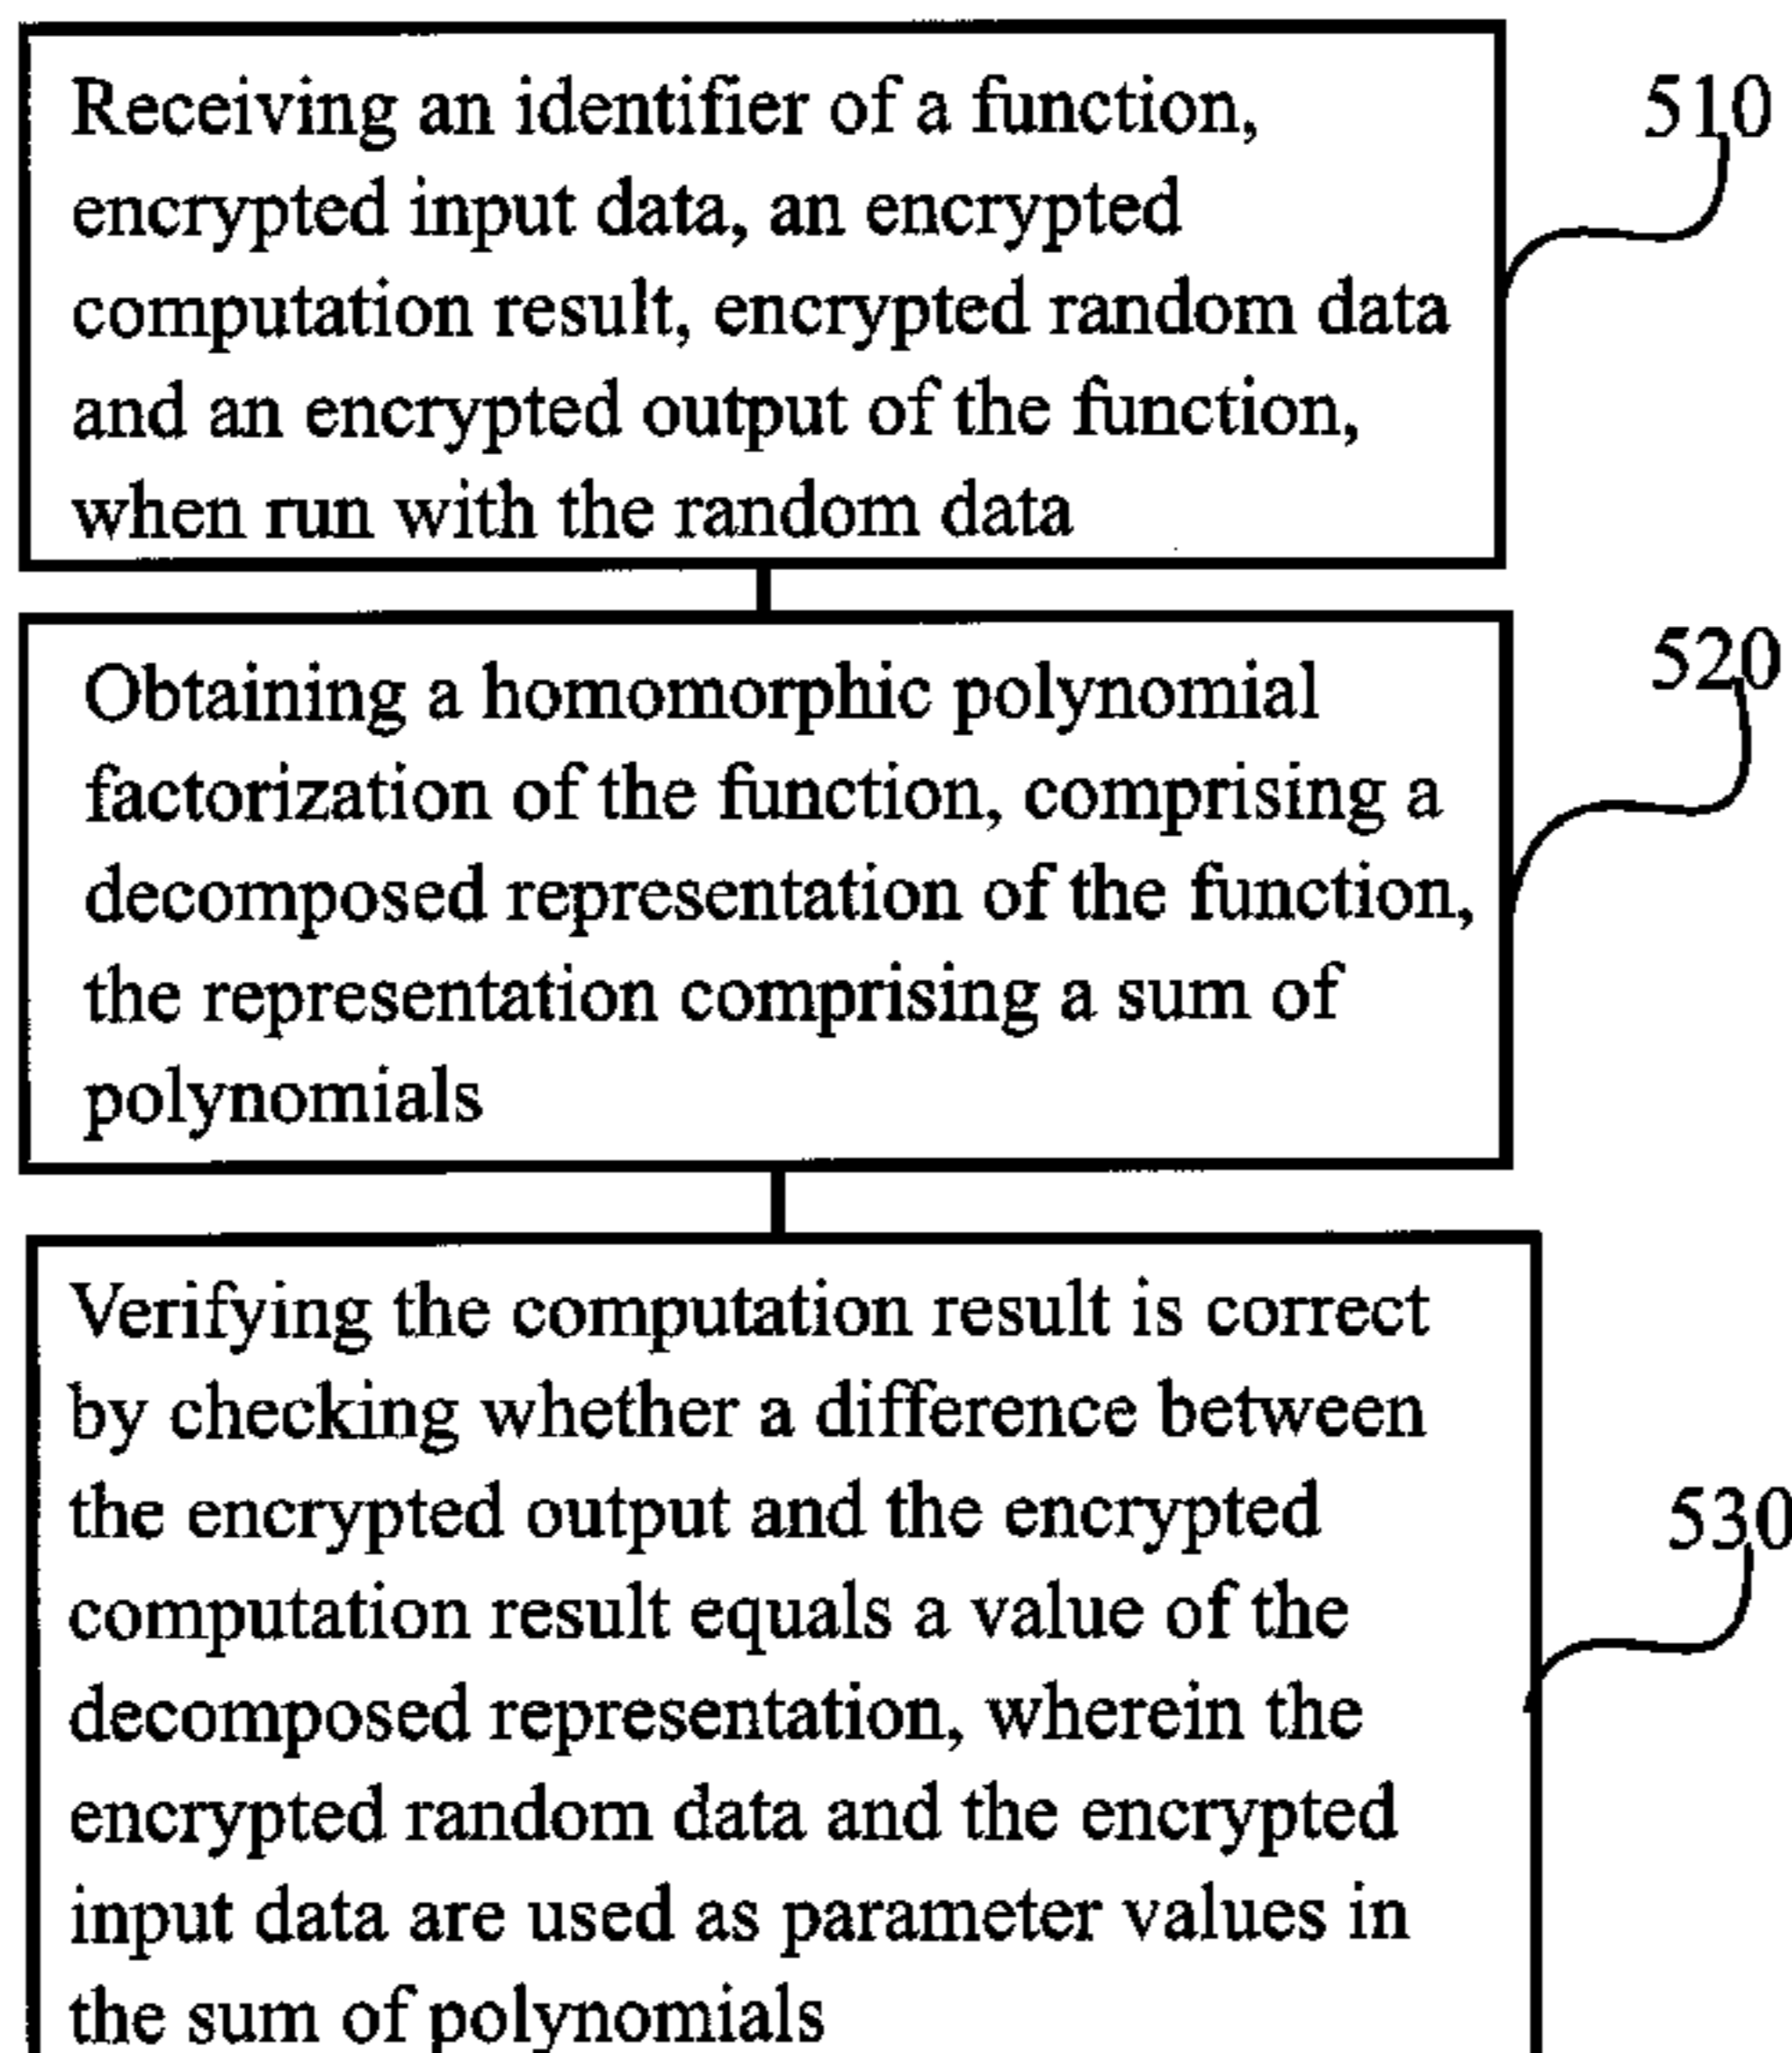 Receiving an identifier of a function,
encrypted input data, an encrypted
computation result, encrypted random data
and an encrypted output of the function,
when run with the random data
510
Obtaining a homomorphic polynomial
factorization of the function, comprising a
decomposed representation of the function,
the representation comprising a sum of
polynomials
520
Verifying the computation result is correct
by checking whether a difference between
the encrypted output and the encrypted
computation result equals a value of the
decomposed representation, wherein the
encrypted random data and the encrypted
input data are used as parameter values in
the sum of polynomials
530